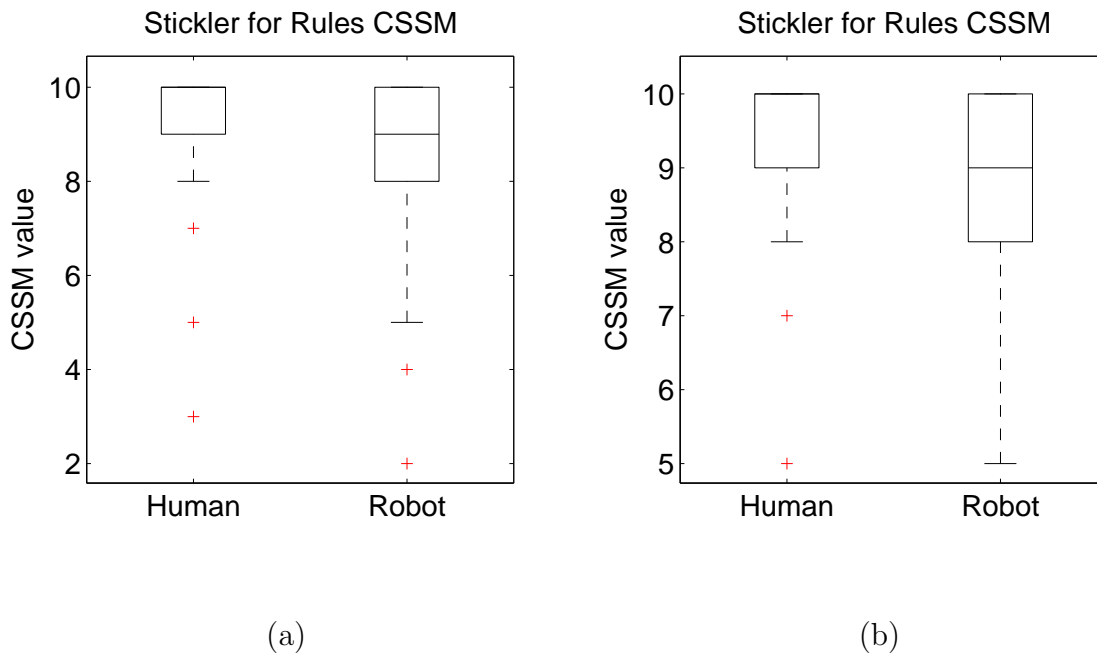 Stickler for Rules CSSM
10
8
6
4
2
CSSM value
Human Robot
(a)
Stickler for Rules CSSM
10
9
8
7
6
5
CSSM value
Human Robot
(b)